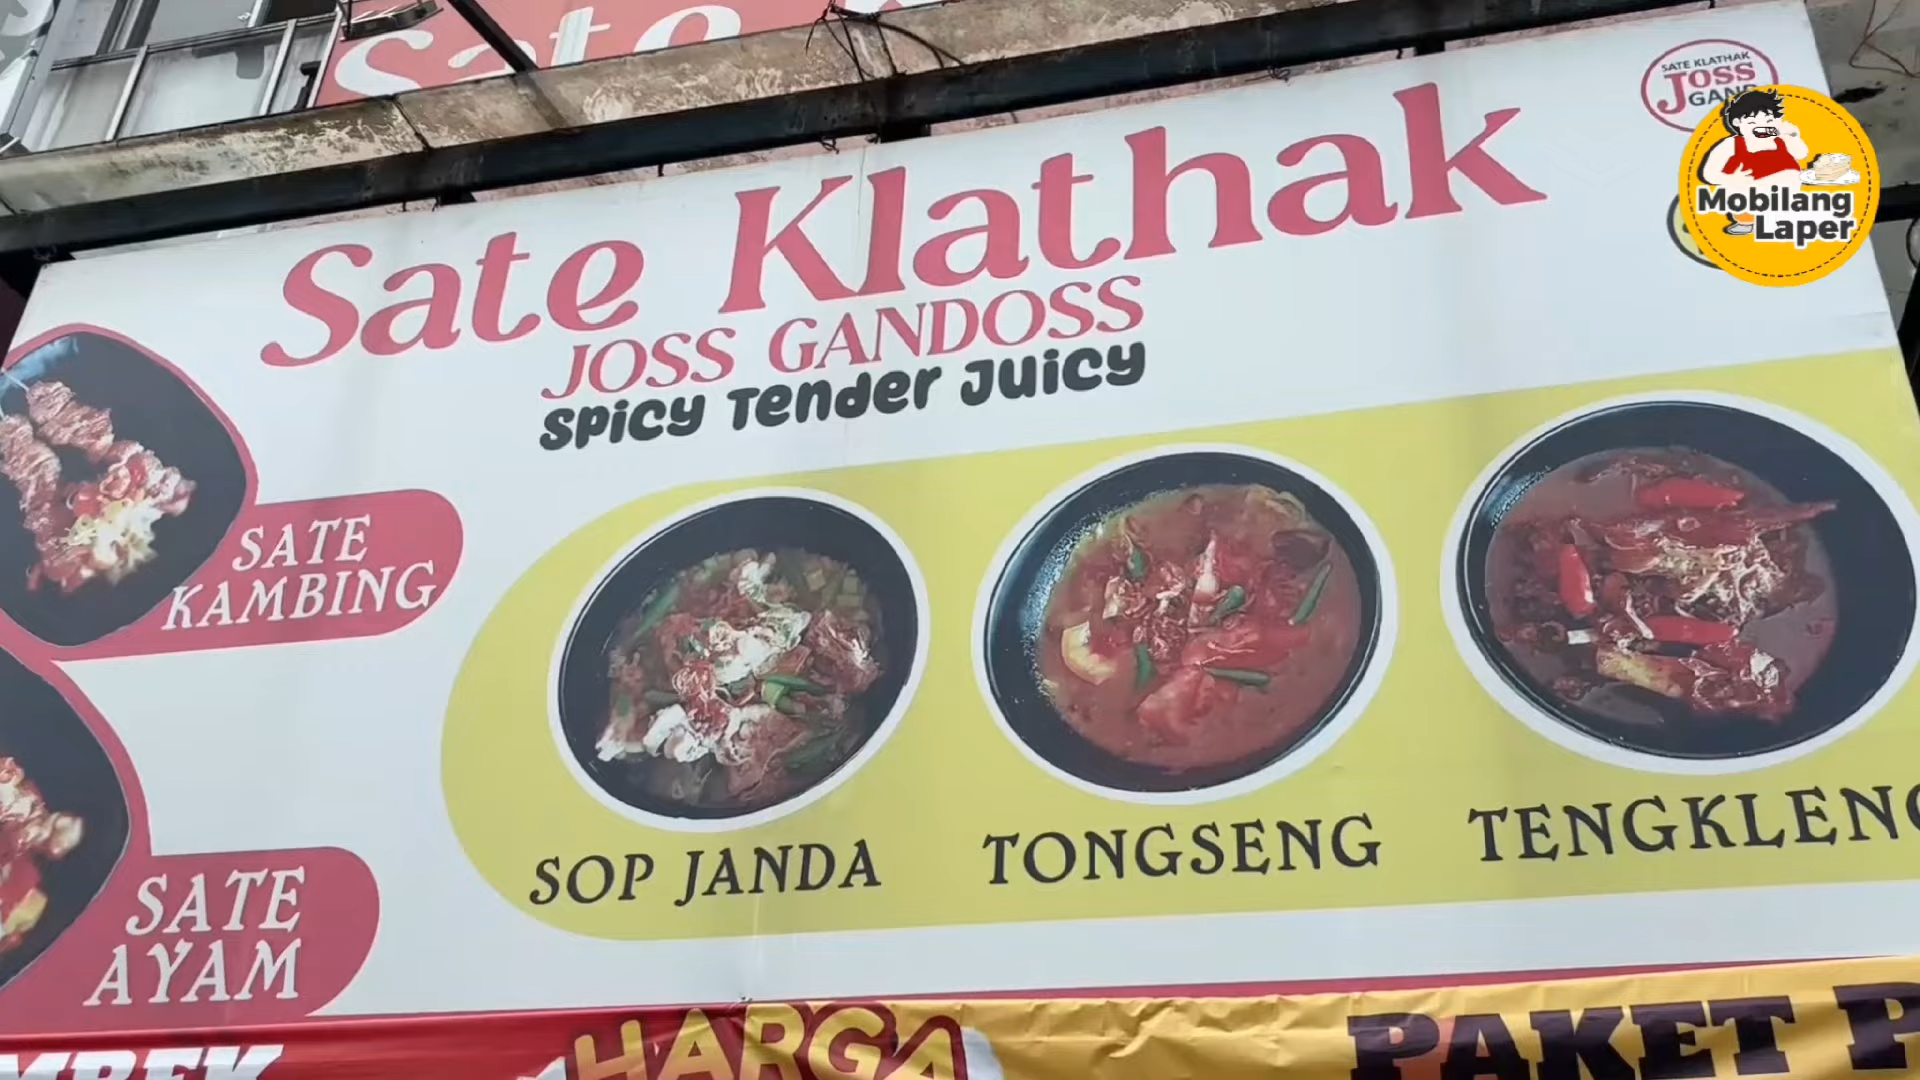 Sate
SATE KLATHAK
JOSS
Mobilang
Laper
Sate Klathak
JOSS GANDOSS
Spicy Tender Juicy
SATE
KAMBING
SOP JANDA
TONGSENG
TENGKLENG
SATE
AYAM
HARGA
PAKET